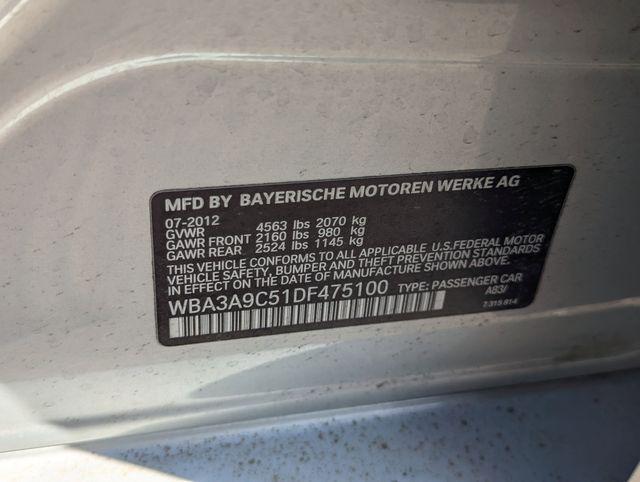 MFD BY BAYERISCHE MOTOREN WERKE AG
07-2012
GVWR 4563 lbs 2070 kg
GAWR FRONT 2160 lbs 980 kg
GAWR REAR 2524 lbs 1145 kg
THIS VEHICLE CONFORMS TO ALL APPLICABLE U.S.FEDERAL MOTOR
VEHICLE SAFETY, BUMPER AND THEFT PREVENTION STANDARDS
IN EFFECT ON THE DATE OF MANUFACTURE SHOWN ABOVE.
WBA3A9C51DF475100 TYPE: PASSENGER CAR
A83/
7 315 814